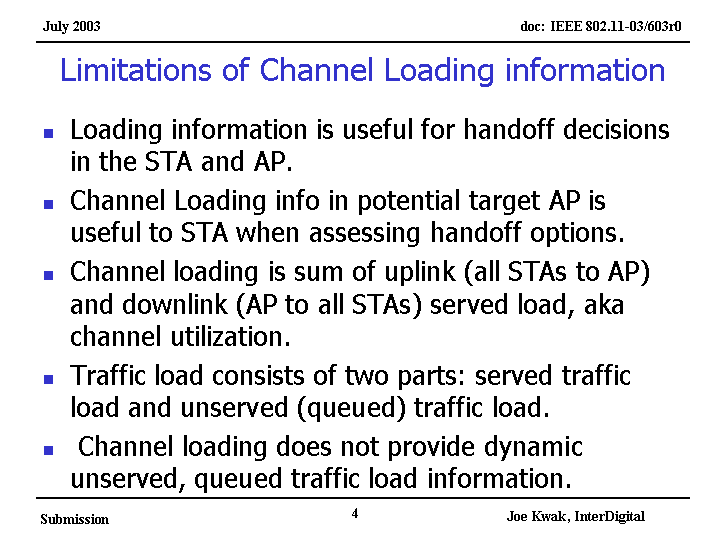 July 2003 doc: IEEE 802.11-03/603r0
Limitations of Channel Loading information
Loading information is useful for handoff decisions
in the STA and AP.
Channel Loading info in potential target AP is
useful to STA when assessing handoff options.
Channel loading is sum of uplink (all STAs to AP)
and downlink (AP to all STAs) served load, aka
channel utilization.
Traffic load consists of two parts: served traffic
load and unserved (queued) traffic load.
Channel loading does not provide dynamic
unserved, queued traffic load information.
Submission 4 Joe Kwak, InterDigital